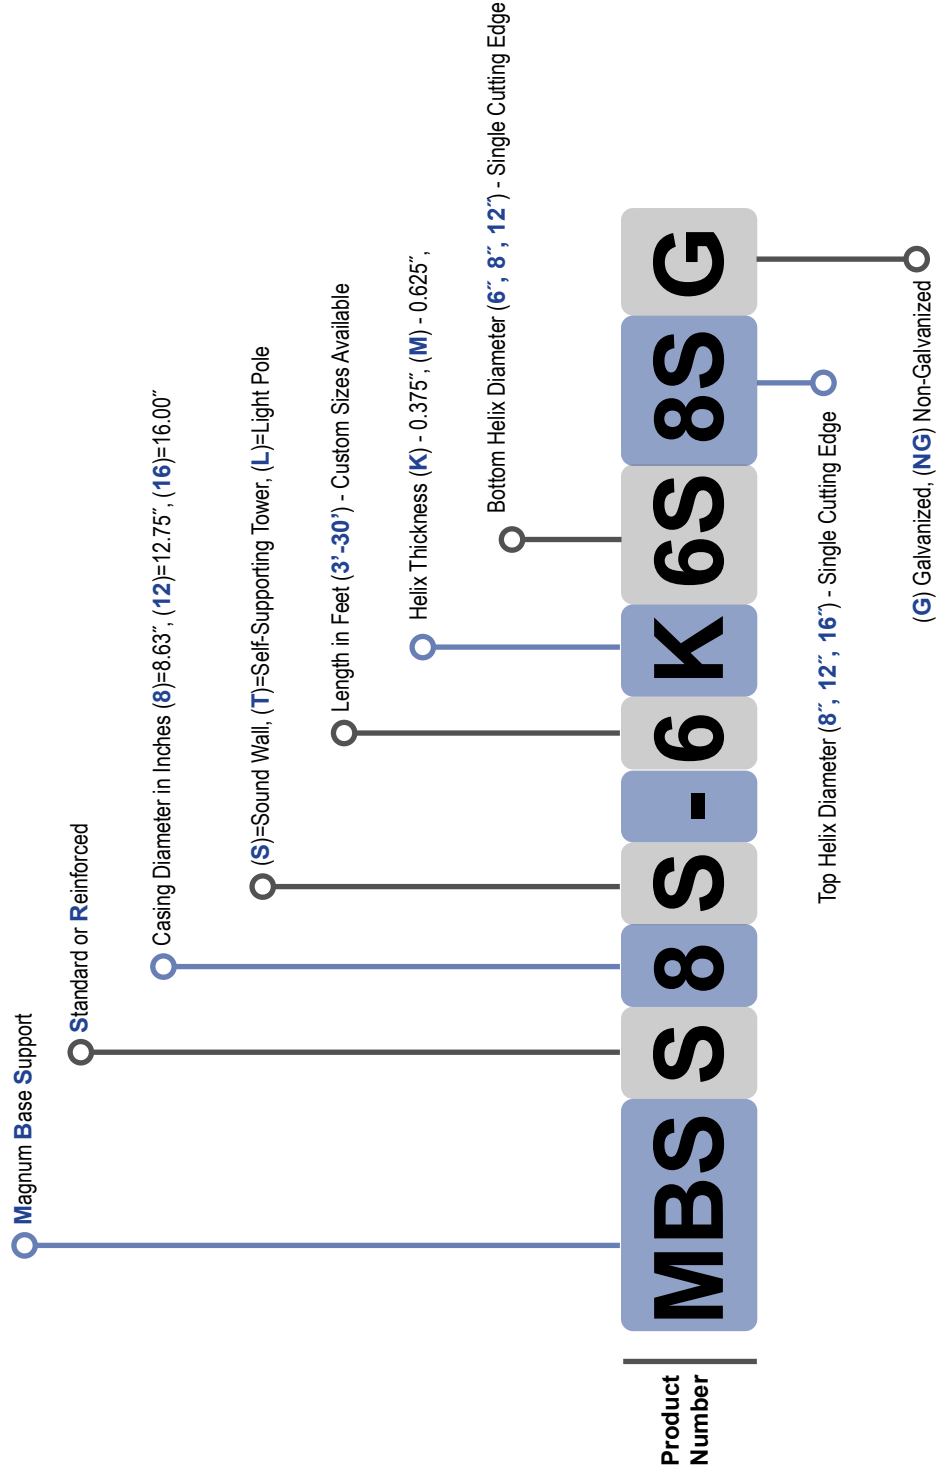 Magnum Base Support
Standard or Reinforced
Casing Diameter in Inches (8)=8.63˝, (12)=12.75˝, (16)=16.00˝
(S)=Sound Wall, (T)=Self-Supporting Tower, (L)=Light Pole
Length in Feet (3’-30’) - Custom Sizes Available
Helix Thickness (K) - 0.375˝, (M) - 0.625˝,
Bottom Helix Diameter (6˝, 8˝, 12˝) - Single Cutting Edge
Product
Number
MBS S 8 S - 6 K 6S 8S G
Top Helix Diameter (8˝, 12˝, 16˝) - Single Cutting Edge
(G) Galvanized, (NG) Non-Galvanized